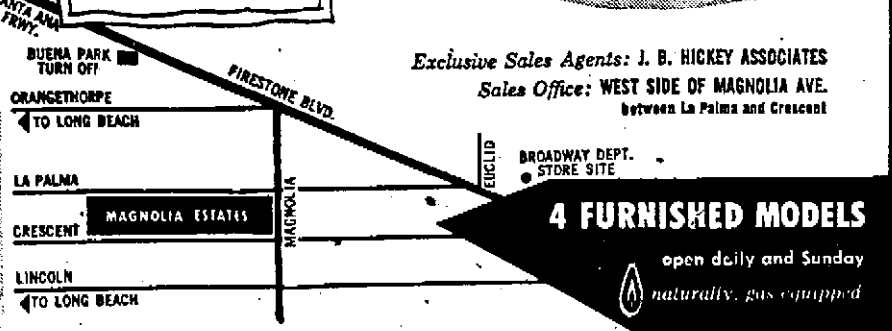 SANTA ANA
FRWY.
BUENA PARK
TURN OFF
ORANGETHORPE
TO LONG BEACH
FIRESTONE BLVD.
Exclusive Sales Agents: J. B. HICKEY ASSOCIATES
Sales Office: WEST SIDE OF MAGNOLIA AVE.
between La Palma and Crescent
EUCLID
BROADWAY DEPT.
STORE SITE
LA PALMA
MAGNOLIA ESTATES
MAGNOLIA
CRESCENT
LINCOLN
TO LONG BEACH
4 FURNISHED MODELS
open daily and Sunday
naturally, gas equipped